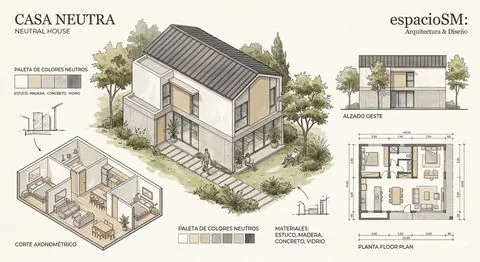 CASA NEUTRA
NEUTRAL HOUSE
PALETA DE COLORES NEUTROS
ESTUCO, MADERA, CONCRETO, VIDRIO
CORTE AXONOMÉTRICO
PALETA DE COLORES NEUTROS
MATERIALES:
ESTUCO, MADERA,
CONCRETO, VIDRIO
espacioSM:
Arquitectura & Diseño
ALZADO OESTE
PLANTA FLOOR PLAN